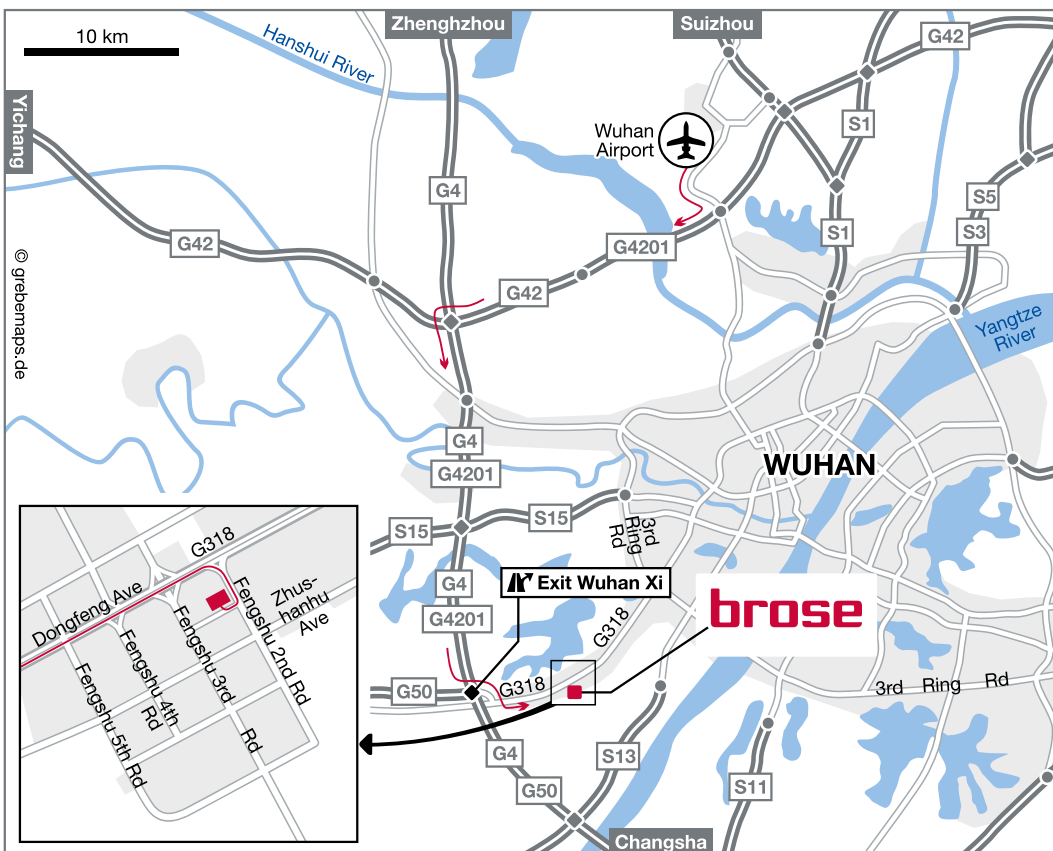 Zhenghzhou
Suizhou
10 km
Hanshui River
G42
Yichang
Wuhan
Airport
S1
G4
S5
G42
G4201
S1
S3
© grebemaps.de
G42
Yangtze
River
G4
G4201
WUHAN
S15
S15
3rd
Ring
Rd
G4
G4201
Exit Wuhan Xi
brose
G318
G50
G318
3rd Ring Rd
G4
S13
G50
S11
Changsha
G318
Dongfeng Ave
Zhus-
hanhu
Ave
Fengshu 2nd Rd
Fengshu 3rd
Rd
Fengshu 4th
Rd
Fengshu 5th Rd